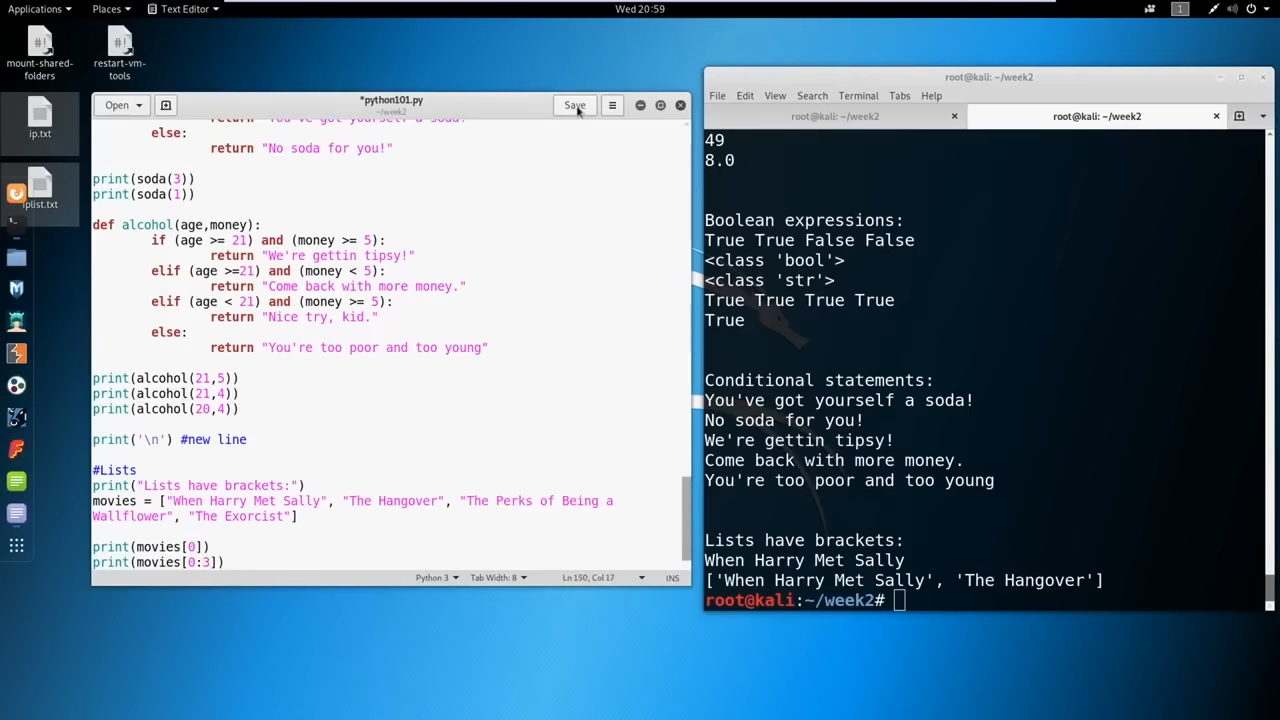 Applications
Places
Text Editor
Wed 20:59
1
mount-shared-
folders
restart-vm-
tools
ip.txt
iplist.txt
Open
*python101.py
~/week2
Save
return "You've got yourself a soda!"
else:
return "No soda for you!"
print(soda(3))
print(soda(1))
def alcohol(age,money):
if (age >= 21) and (money >= 5):
return "We're gettin tipsy!"
elif (age >=21) and (money < 5):
return "Come back with more money."
elif (age < 21) and (money >= 5):
return "Nice try, kid."
else:
return "You're too poor and too young"
print(alcohol(21,5))
print(alcohol(21,4))
print(alcohol(20,4))
print('\n') #new line
#Lists
print("Lists have brackets:")
movies = ["When Harry Met Sally", "The Hangover", "The Perks of Being a
Wallflower", "The Exorcist"]
print(movies[0])
print(movies[0:3])
Python 3
Tab Width: 8
Ln 150, Col 17
INS
root@kali: ~/week2
File Edit View Search Terminal Tabs Help
root@kali: ~/week2
root@kali: ~/week2
49
8.0
Boolean expressions:
True True False False
<class 'bool'>
<class 'str'>
True True True True
True
Conditional statements:
You've got yourself a soda!
No soda for you!
We're gettin tipsy!
Come back with more money.
You're too poor and too young
Lists have brackets:
When Harry Met Sally
['When Harry Met Sally', 'The Hangover']
root@kali:~/week2#